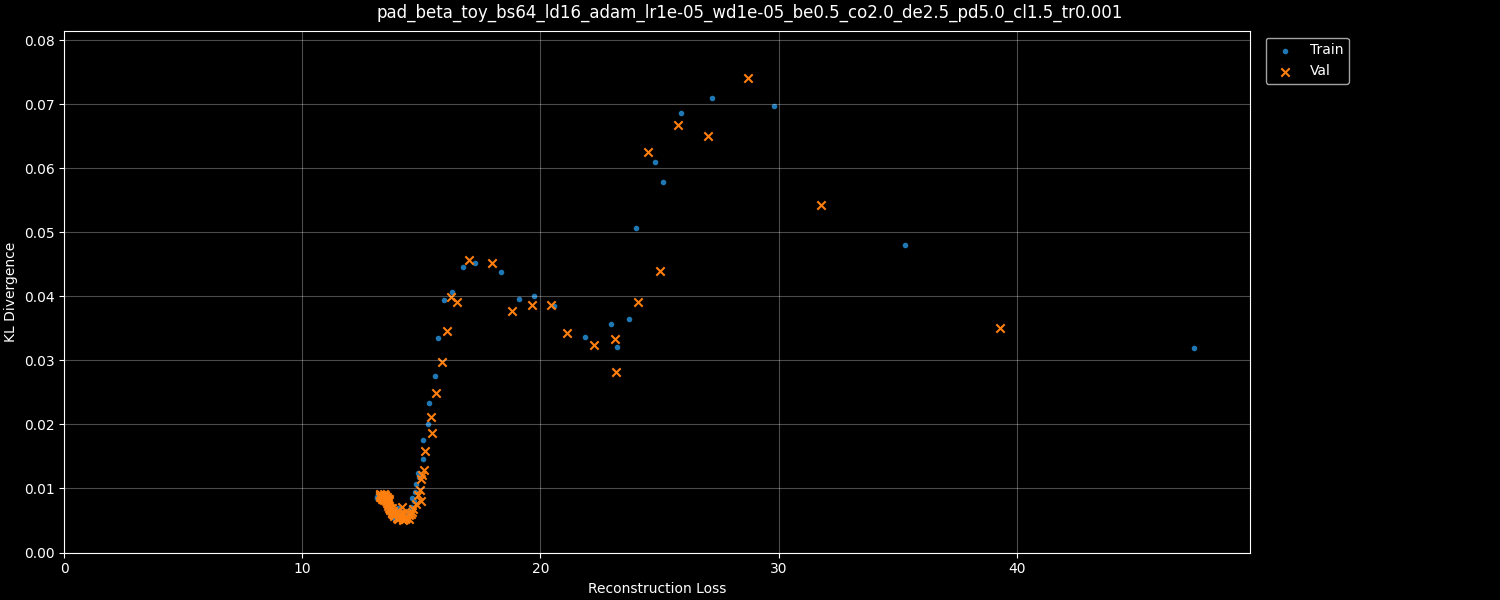 pad_beta_toy_bs64_ld16_adam_lr1e-05_wd1e-05_be0.5_co2.0_de2.5_pd5.0_cl1.5_tr0.001
Train
Val
0.08
0.07
0.06
0.05
0.04
0.03
0.02
0.01
0.00
KL Divergence
0
10
20
30
40
Reconstruction Loss